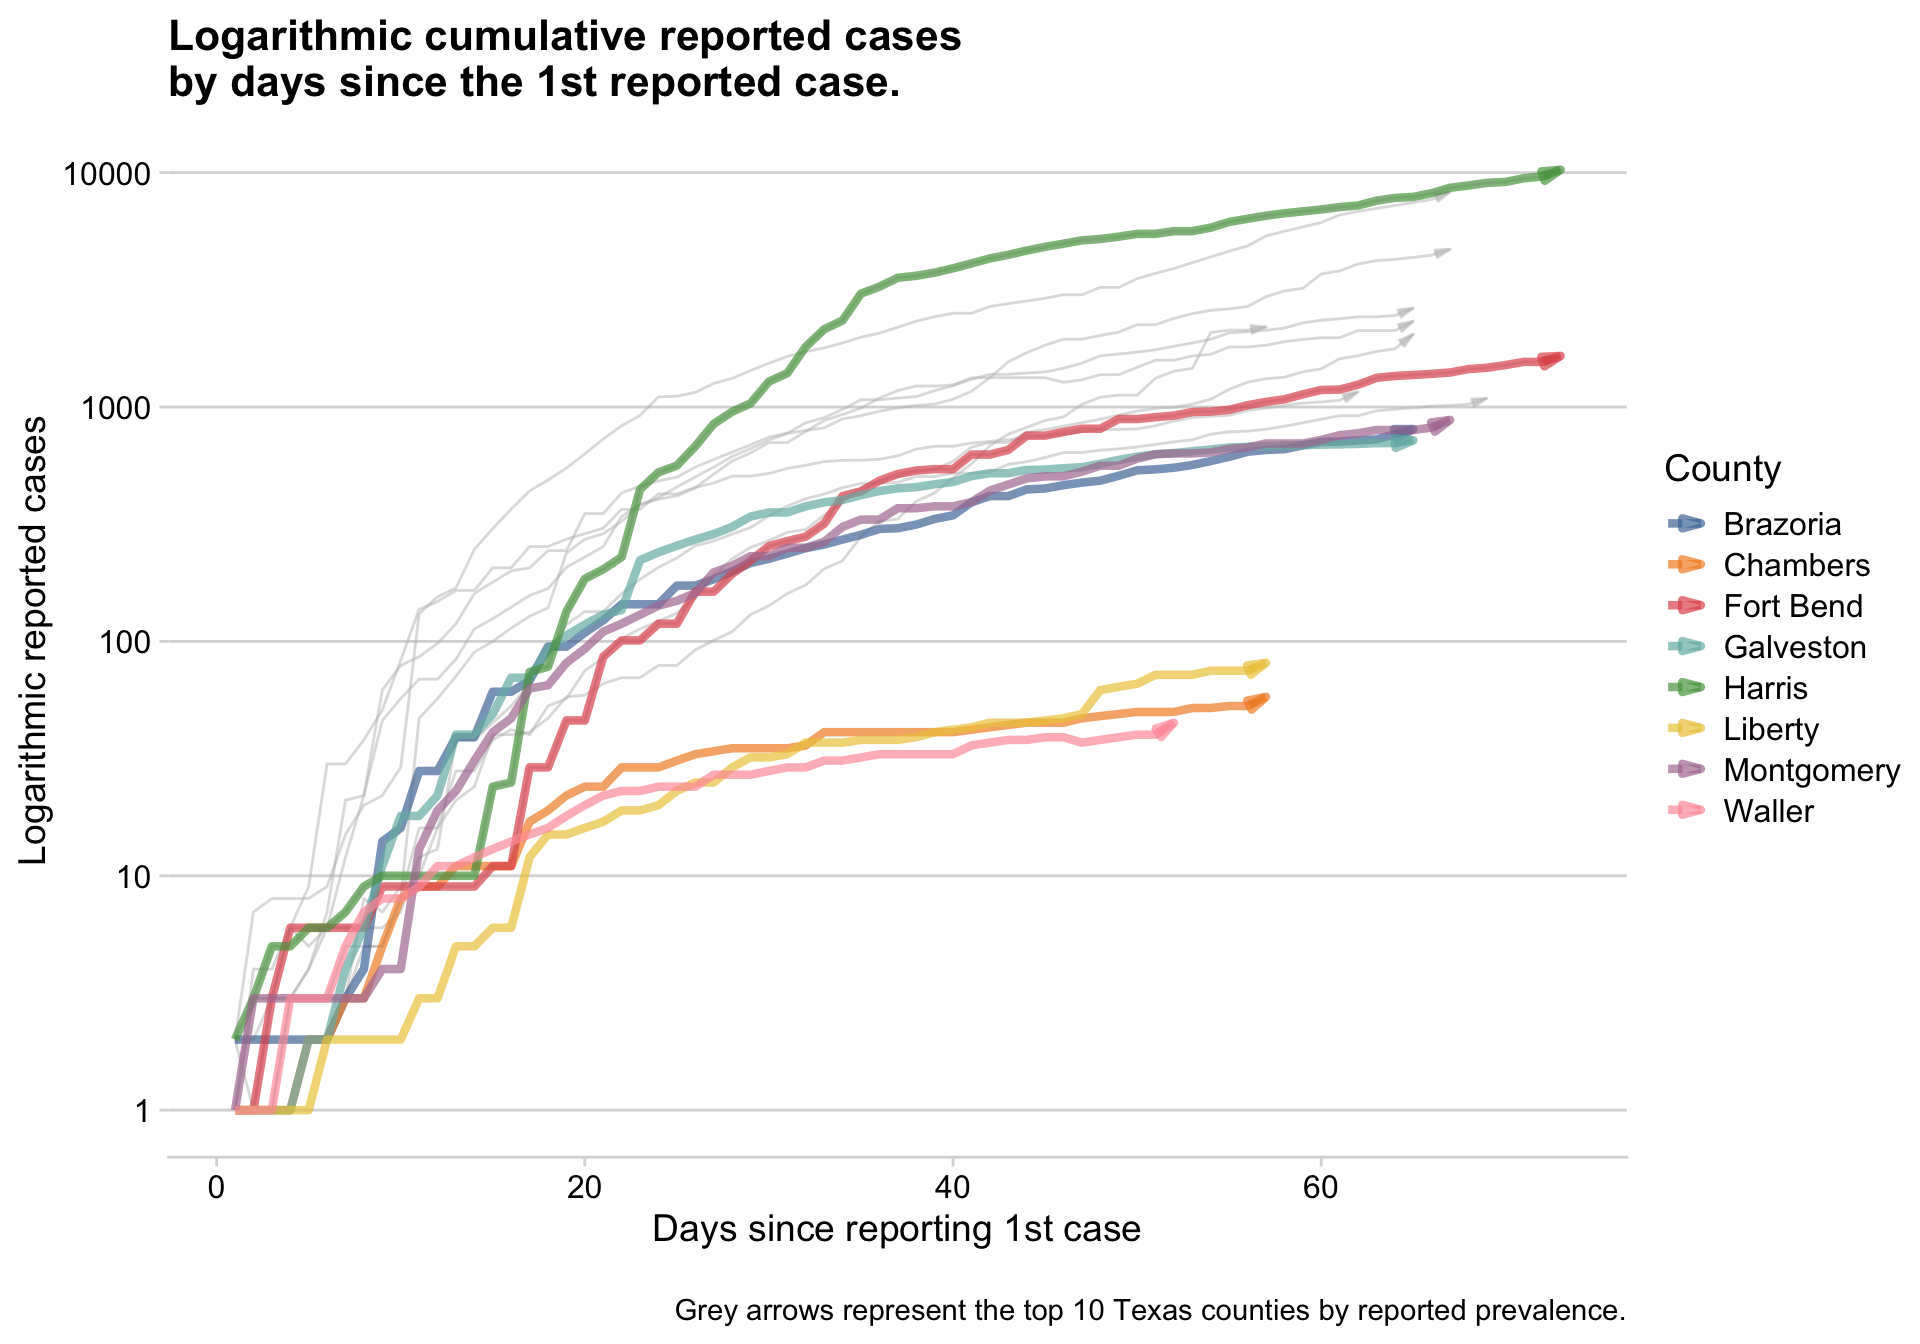 Logarithmic cumulative reported cases
by days since the 1st reported case.
10000
1000
100
10
1
Logarithmic reported cases
0 20 40 60
Days since reporting 1st case
County
Brazoria
Chambers
Fort Bend
Galveston
Harris
Liberty
Montgomery
Waller
Grey arrows represent the top 10 Texas counties by reported prevalence.